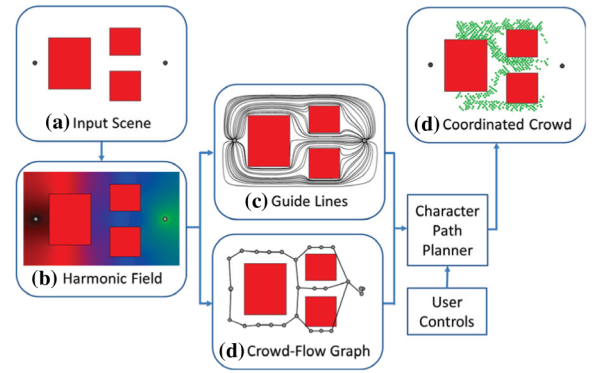 (a) Input Scene
(b) Harmonic Field
(c) Guide Lines
(d) Crowd-Flow Graph
Character
Path
Planner
User
Controls
(d) Coordinated Crowd